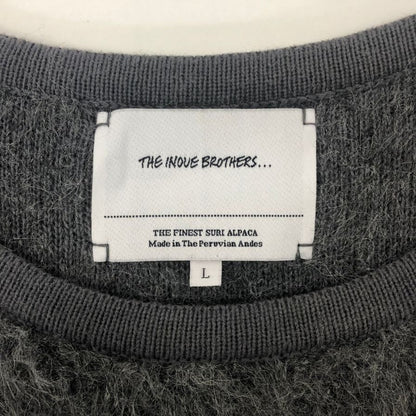 THE INOUE BROTHERS...
THE FINEST SURI ALPACA
Made in The Peruvian Andes
L